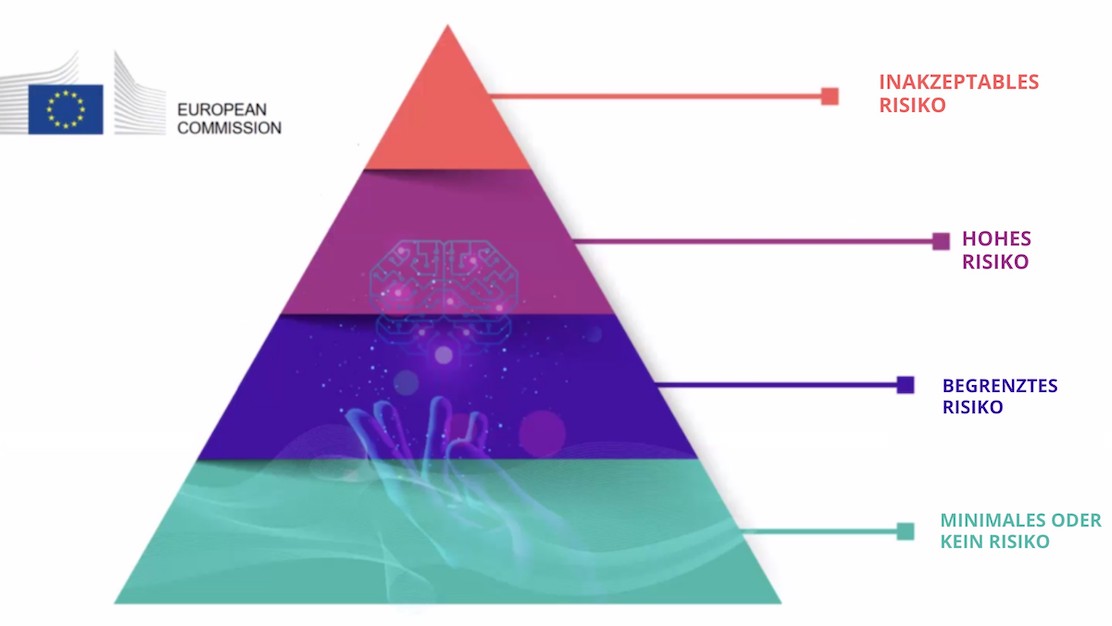 EUROPEAN
COMMISSION
INAKZEPTABLES
RISIKO
HOHES
RISIKO
BEGRENZTES
RISIKO
MINIMALES ODER
KEIN RISIKO